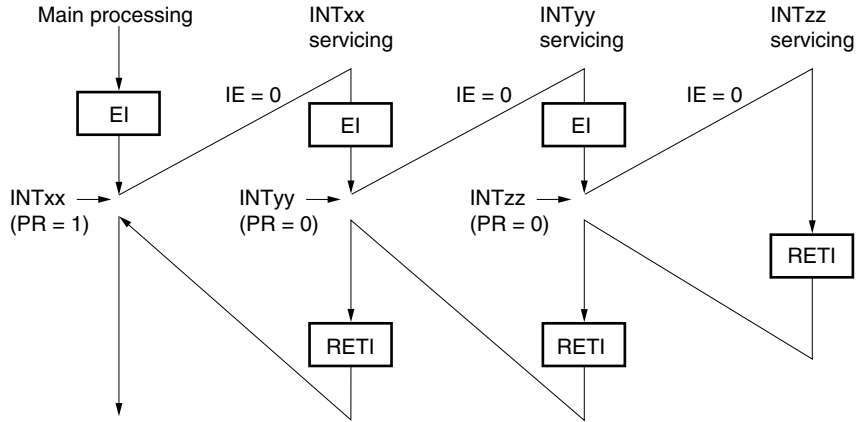 Main processing
INTxx
servicing
INTyy
servicing
INTzz
servicing
IE = 0
IE = 0
IE = 0
EI
EI
EI
INTxx
(PR = 1)
INTyy
(PR = 0)
INTzz
(PR = 0)
RETI
RETI
RETI